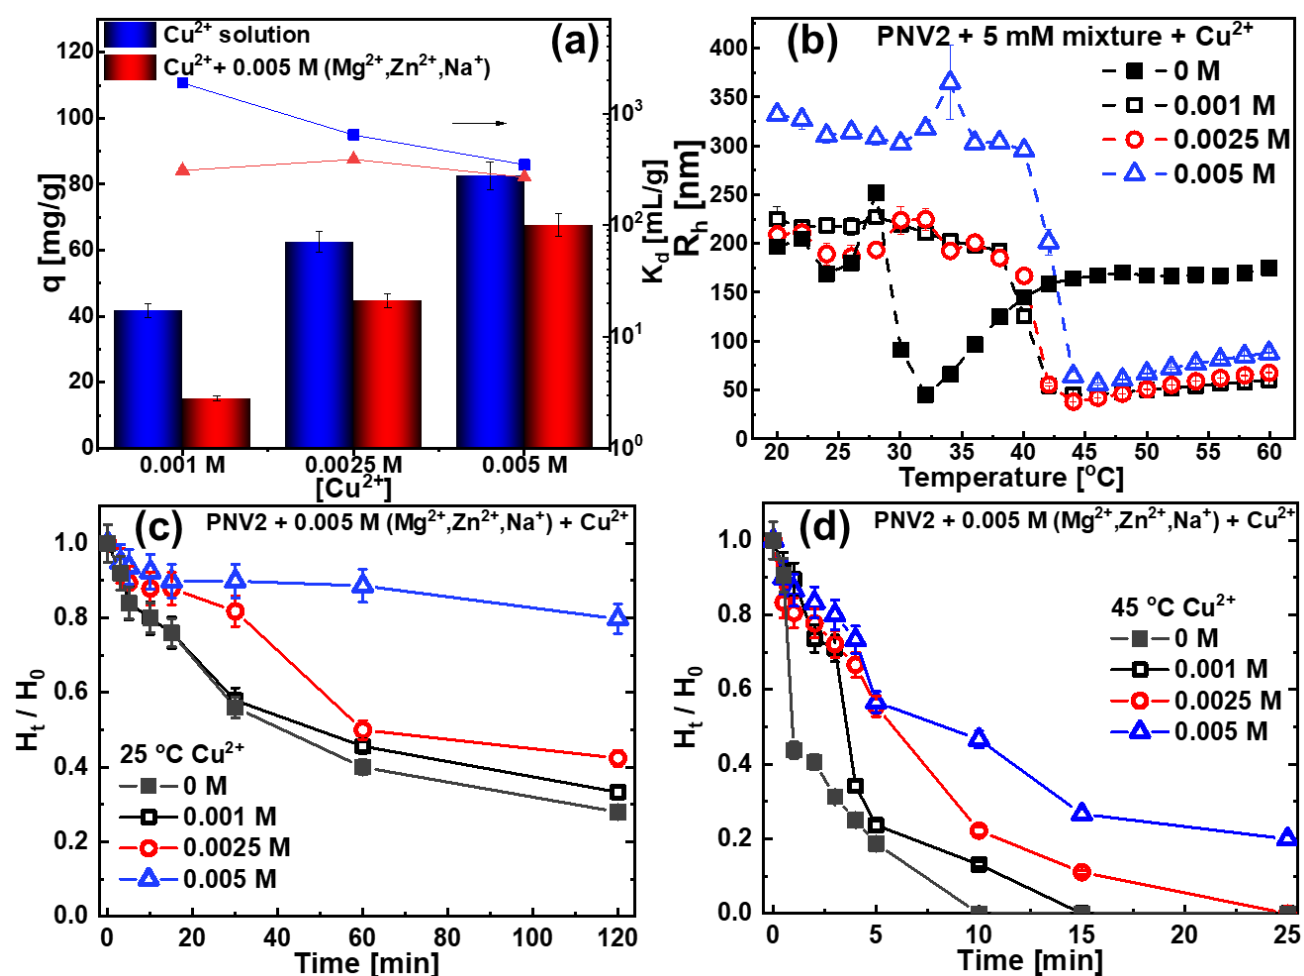 Cu²⁺ solution
Cu²⁺+ 0.005 M (Mg²⁺,Zn²⁺,Na⁺)
(a)
q [mg/g]
120
100
80
60
40
20
0
0.001 M
0.0025 M
0.005 M
[Cu²⁺]
10³
10²
10¹
10⁰
K_d [mL/g]
(b)
PNV2 + 5 mM mixture + Cu²⁺
0 M
0.001 M
0.0025 M
0.005 M
R_h [nm]
400
350
300
250
200
150
100
50
0
20 25 30 35 40 45 50 55 60
Temperature [°C]
(c)
PNV2 + 0.005 M (Mg²⁺,Zn²⁺,Na⁺) + Cu²⁺
H_t / H_0
1.0
0.8
0.6
0.4
0.2
0.0
25 °C Cu²⁺
0 M
0.001 M
0.0025 M
0.005 M
0 20 40 60 80 100 120
Time [min]
(d)
PNV2 + 0.005 M (Mg²⁺,Zn²⁺,Na⁺) + Cu²⁺
H_t / H_0
1.0
0.8
0.6
0.4
0.2
0.0
45 °C Cu²⁺
0 M
0.001 M
0.0025 M
0.005 M
0 5 10 15 20 25
Time [min]